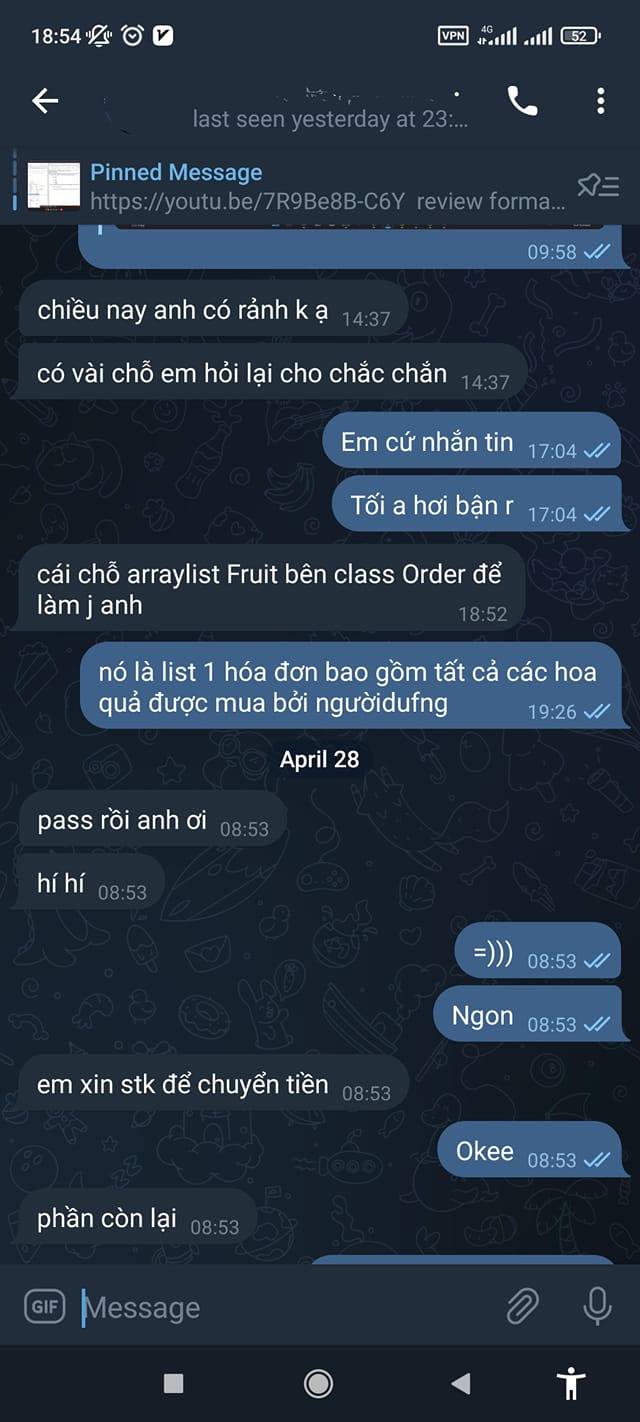 18:54
VPN 4G 52
last seen yesterday at 23:...
Pinned Message
https://youtu.be/7R9Be8B-C6Y review forma...
09:58
chiều nay anh có rảnh k ạ 14:37
có vài chỗ em hỏi lại cho chắc chắn 14:37
Em cứ nhắn tin 17:04
Tối a hơi bận r 17:04
cái chỗ arraylist Fruit bên class Order để
làm j anh 18:52
nó là list 1 hóa đơn bao gồm tất cả các hoa
quả được mua bởi ngườidufng 19:26
April 28
pass rồi anh ơi 08:53
hí hí 08:53
=))) 08:53
Ngon 08:53
em xin stk để chuyển tiền 08:53
Okee 08:53
phần còn lại 08:53
GIF Message